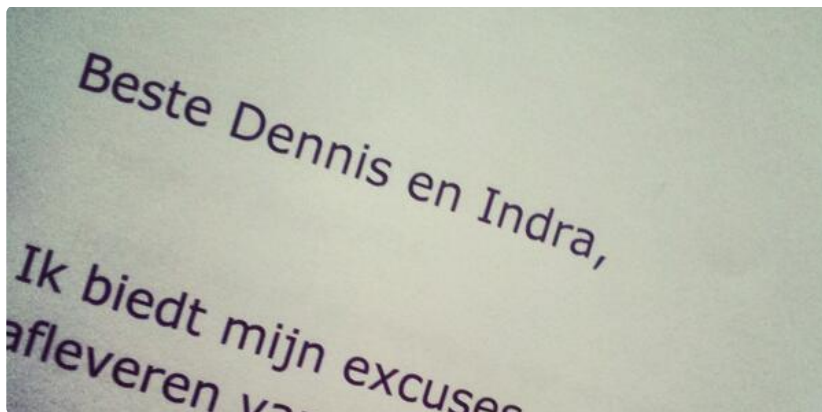 Beste Dennis en Indra,
Ik biedt mijn excuses
afleveren